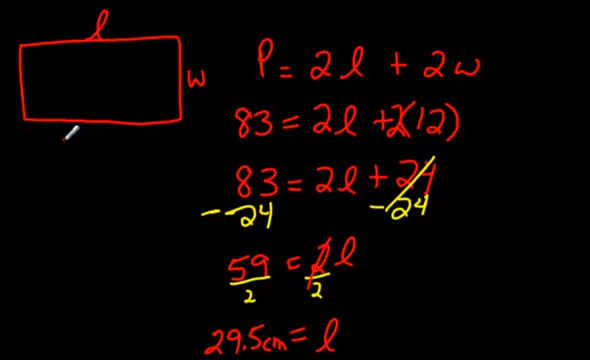 l
w
P = 2l + 2w
83 = 2l + 2(12)
83 = 2l + 24
- 24 - 24
59 = 2l
2 2
29.5cm = l